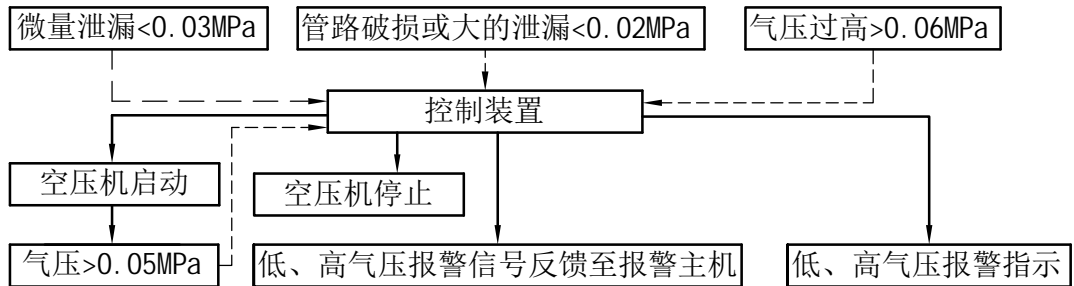 微量泄漏<0.03MPa
管路破损或大的泄漏<0.02MPa
气压过高>0.06MPa
控制装置
空压机启动
空压机停止
气压>0.05MPa
低、高气压报警信号反馈至报警主机
低、高气压报警指示